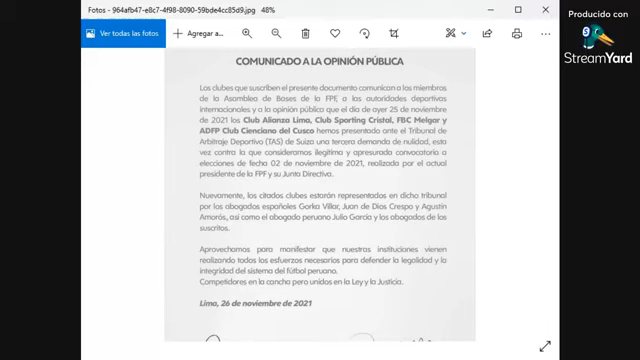 Fotos - 964afb47-e8c7-4f98-8090-59bde4cc85d9.jpg 48%
Ver todas las fotos
Agregar a...
Producido con
StreamYard
COMUNICADO A LA OPINIÓN PÚBLICA
Los clubes que suscriben el presente documento comunican a los miembros
de la Asamblea de Bases de la FPF, a las autoridades deportivas
internacionales y a la opinión pública que el día de ayer 25 de noviembre
de 2021 los Club Alianza Lima, Club Sporting Cristal, FBC Melgar y
ADFP Club Cienciano del Cusco hemos presentado ante el Tribunal de
Arbitraje Deportivo (TAS) de Suiza una tercera demanda de nulidad, esta
vez contra la que consideramos ilegítima y apresurada convocatoria a
elecciones de fecha 02 de noviembre de 2021, realizada por el actual
presidente de la FPF y su Junta Directiva.
Nuevamente, los citados clubes estarán representados en dicho tribunal
por los abogados españoles Gorka Villar, Juan de Dios Crespo y Agustín
Amorós, así como el abogado peruano Julio García y los abogados de los
suscritos.
Aprovechamos para manifestar que nuestras instituciones vienen
realizando todos los esfuerzos necesarios para defender la legalidad y la
integridad del sistema del fútbol peruano.
Competidores en la cancha pero unidos en la Ley y la Justicia.
Lima, 26 de noviembre de 2021